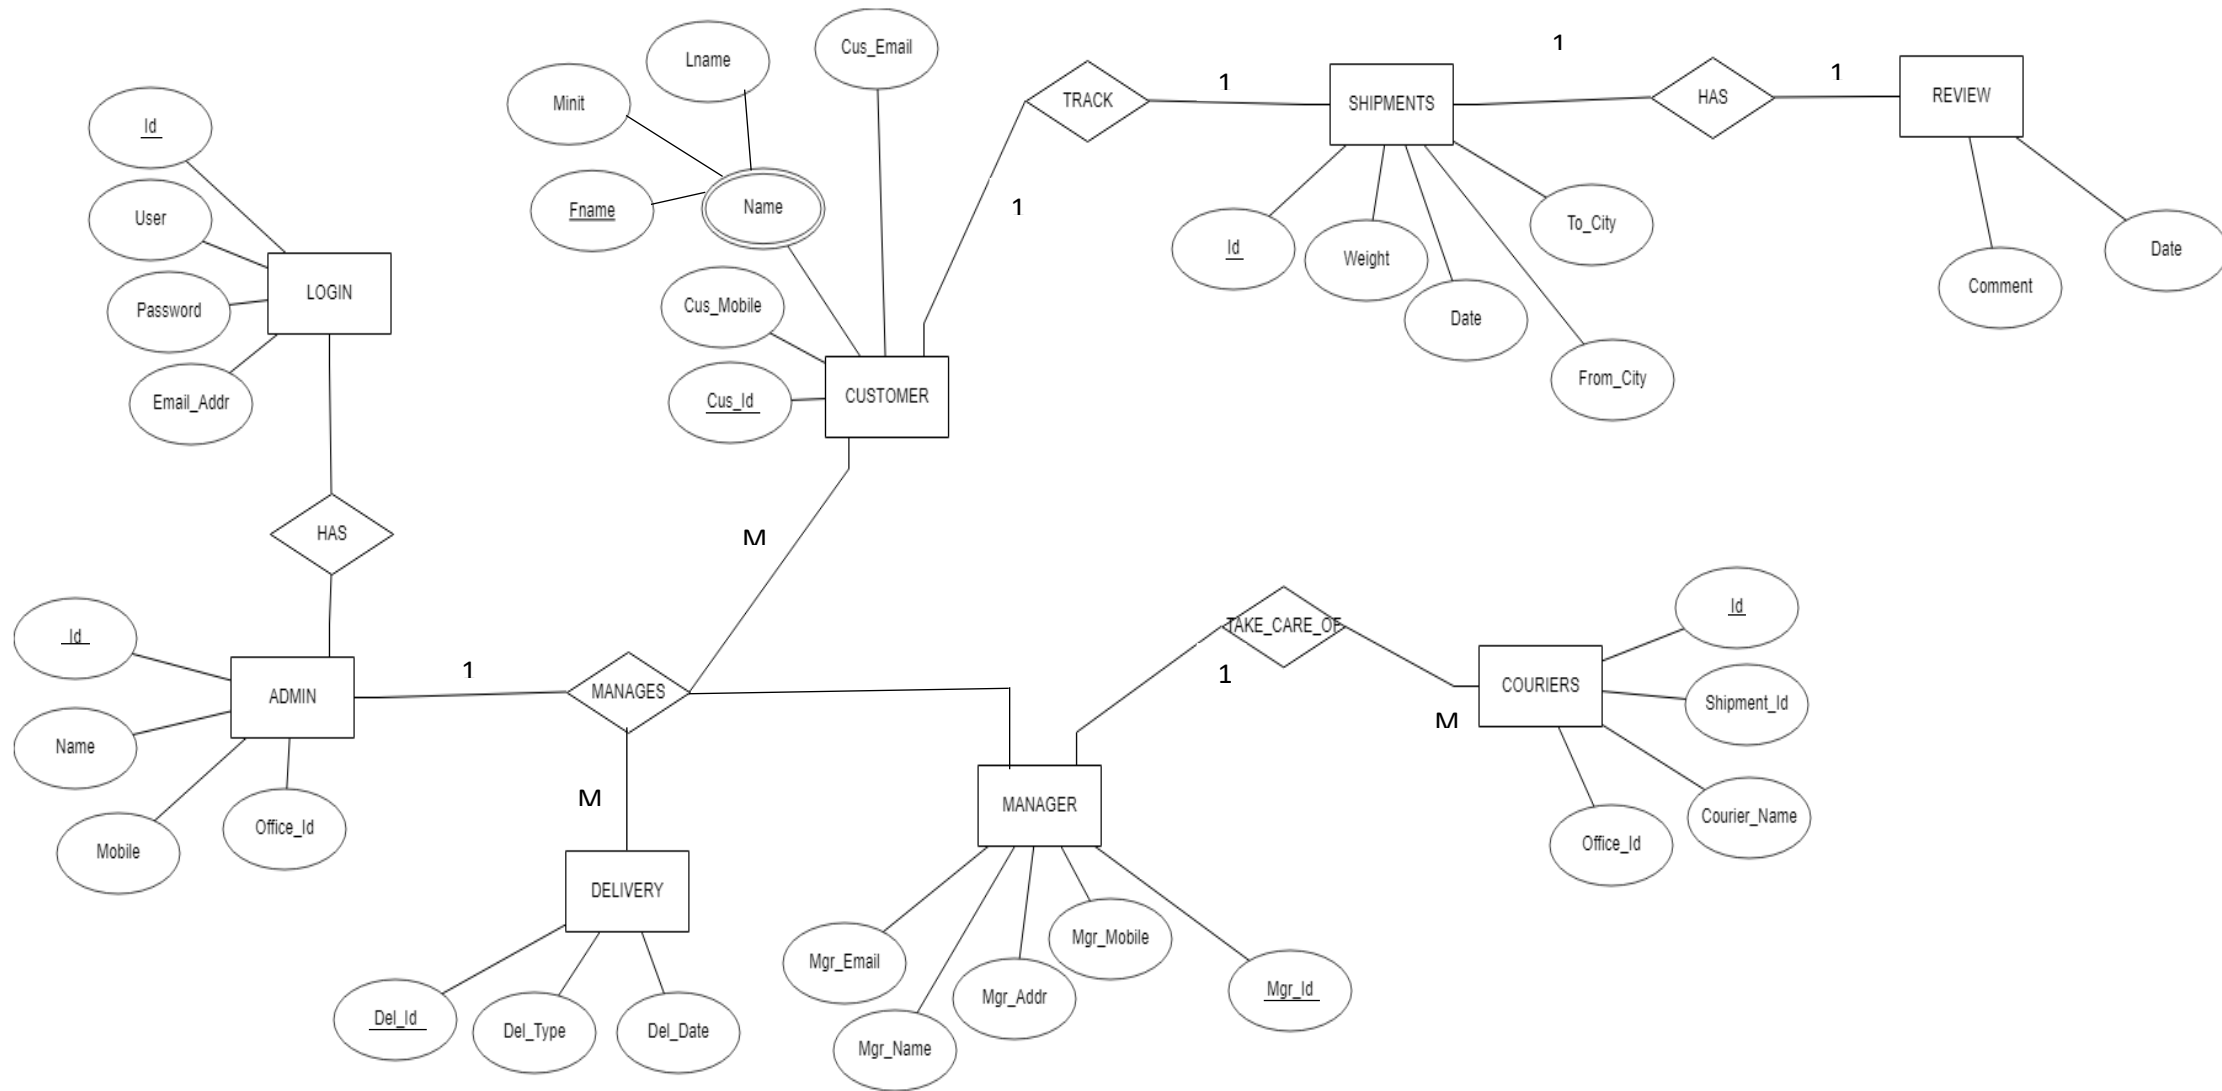 Cus_Email
Lname
Minit
Fname
Name
Cus_Mobile
Cus_Id
CUSTOMER
Id
User
Password
Email_Addr
LOGIN
HAS
TRACK
1
1
SHIPMENTS
1
HAS
1
REVIEW
Id
Weight
Date
From_City
To_City
Comment
Date
M
Id
Name
Mobile
Office_Id
ADMIN
1
MANAGES
M
DELIVERY
Del_Id
Del_Type
Del_Date
TAKE_CARE_OF
1
M
MANAGER
Mgr_Email
Mgr_Name
Mgr_Addr
Mgr_Mobile
Mgr_Id
COURIERS
Id
Shipment_Id
Courier_Name
Office_Id